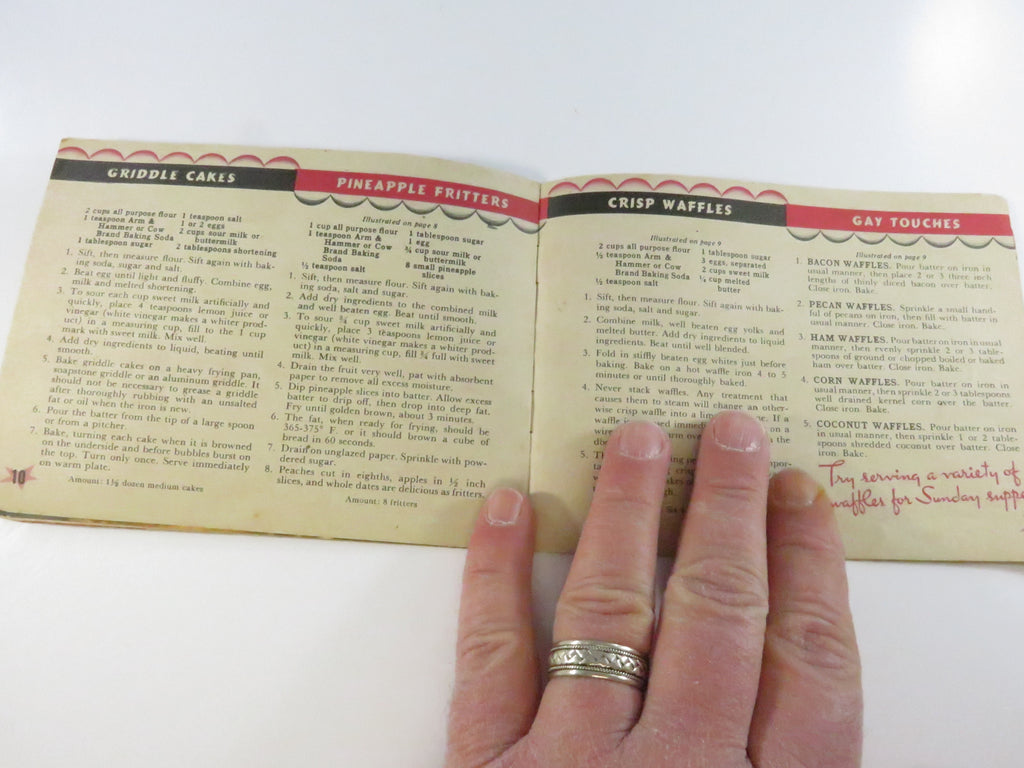 GRIDDLE CAKES
2 cups all purpose flour
1 teaspoon Arm &
Hammer or Cow
Brand Baking Soda
1 tablespoon sugar
1 teaspoon salt
1 or 2 eggs
2 cups sour milk or
buttermilk
2 tablespoons shortening
1. Sift, then measure flour. Sift again with bak-
ing soda, sugar and salt.
2. Beat egg until light and fluffy. Combine egg,
milk and melted shortening.
3. To sour each cup sweet milk artificially and
quickly, place 4 teaspoons lemon juice or
vinegar (white vinegar makes a whiter prod-
uct) in a measuring cup, fill to the 1 cup
mark with sweet milk. Mix well.
4. Add dry ingredients to liquid, beating until
smooth.
5. Bake griddle cakes on a heavy frying pan,
soapstone griddle or an aluminum griddle. It
should not be necessary to grease a griddle
after thoroughly rubbing with an unsalted
fat or oil when the iron is new.
6. Pour the batter from the tip of a large spoon
or from a pitcher.
7. Bake, turning each cake when it is browned
on the underside and before bubbles burst on
the top. Turn only once. Serve immediately
on warm plate.
Amount: 1½ dozen medium cakes
10
PINEAPPLE FRITTERS
Illustrated on page 8
1 cup all purpose flour
1 teaspoon Arm &
Hammer or Cow
Brand Baking
Soda
½ teaspoon salt
1 tablespoon sugar
1 egg
¾ cup sour milk or
buttermilk
8 small pineapple
slices
1. Sift, then measure flour. Sift again with bak-
ing soda, salt and sugar.
2. Add dry ingredients to the combined milk
and well beaten egg. Beat until smooth.
3. To sour ¾ cup sweet milk artificially and
quickly, place 3 teaspoons lemon juice or
vinegar (white vinegar makes a whiter prod-
uct) in a measuring cup, fill ¾ full with sweet
milk. Mix well.
4. Drain the fruit very well, pat with absorbent
paper to remove all excess moisture.
5. Dip pineapple slices into batter. Allow excess
batter to drip off, then drop into deep fat.
Fry until golden brown, about 3 minutes.
6. The fat, when ready for frying, should be
365-375° F. or it should brown a cube of
bread in 60 seconds.
7. Drain on unglazed paper. Sprinkle with pow-
dered sugar.
8. Peaches cut in eighths, apples in ½ inch
slices, and whole dates are delicious as fritters.
Amount: 8 fritters
CRISP WAFFLES
Illustrated on page 9
2 cups all purpose flour
½ teaspoon Arm &
Hammer or Cow
Brand Baking Soda
½ teaspoon salt
1 tablespoon sugar
3 eggs, separated
2 cups sweet milk
¼ cup melted
butter
1. Sift, then measure flour. Sift again with bak-
ing soda, salt and sugar.
2. Combine milk, well beaten egg yolks and
melted butter. Add dry ingredients to liquid
ingredients. Beat until well blended.
3. Fold in stiffly beaten egg whites just before
baking. Bake on a hot waffle iron 4 to 5
minutes or until thoroughly baked.
4. Never stack waffles. Any treatment that
causes them to steam will change an other-
wise crisp waffle into a If a
waffle is on a
wire the
5.
GAY TOUCHES
Illustrated on page 9
1. BACON WAFFLES. Pour batter on iron in
usual manner, then place 2 or 3 three inch
lengths of thinly sliced bacon over batter.
Close iron. Bake.
2. PECAN WAFFLES. Sprinkle a small hand-
ful of pecans on iron, then fill with batter in
usual manner. Close iron. Bake.
3. HAM WAFFLES. Pour batter on iron in usual
manner, then evenly sprinkle 2 or 3 table-
spoons of ground or chopped boiled or baked
ham over batter. Close iron. Bake.
4. CORN WAFFLES. Pour batter on iron in
usual manner, then sprinkle 2 or 3 tablespoons
well drained kernel corn over the batter.
Close iron. Bake.
5. COCONUT WAFFLES. Pour batter on iron
in usual manner, then sprinkle 1 or 2 table-
spoons shredded coconut over batter. Close
iron. Bake.
Try serving a variety of
waffles for Sunday supp